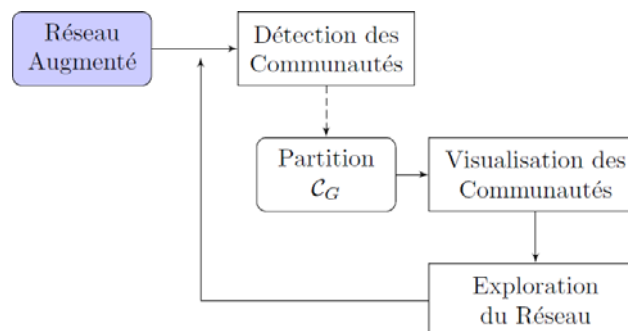 Réseau
Augmenté
Détection des
Communautés
Partition
𝒞_G
Visualisation des
Communautés
Exploration
du Réseau